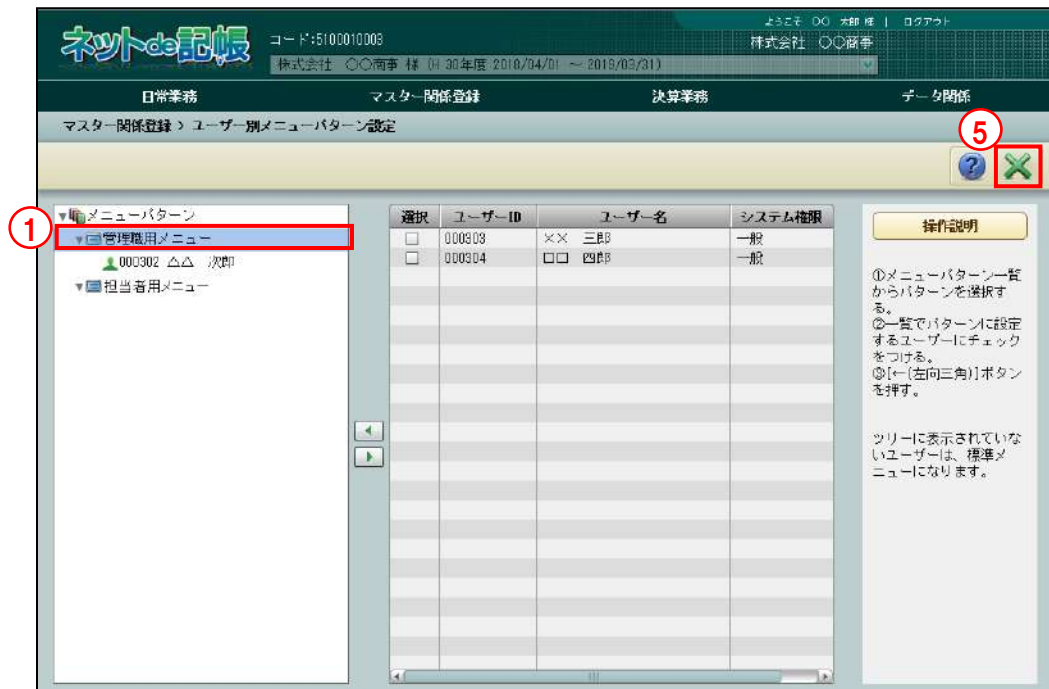 ようこそ 〇〇 太郎 様 | ログアウト
ネットde記帳
コード:5100010003
株式会社 〇〇商事
株式会社 〇〇商事 様 (H 30年度 2018/04/01 ～ 2019/03/31)
日常業務 マスター関係登録 決算業務 データ関係
マスター関係登録 > ユーザー別メニューパターン設定
⑤
?
①
メニューパターン
管理職用メニュー
000302 △△ 次郎
担当者用メニュー
選択 ユーザーID ユーザー名 システム権限
000303 ×× 三郎 一般
000304 □□ 四郎 一般
操作説明
①メニューパターン一覧
からパターンを選択す
る。
②一覧でパターンに設定
するユーザーにチェック
をつける。
③[←(左向三角)]ボタン
を押す。
ツリーに表示されていな
いユーザーは、標準メ
ニューになります。